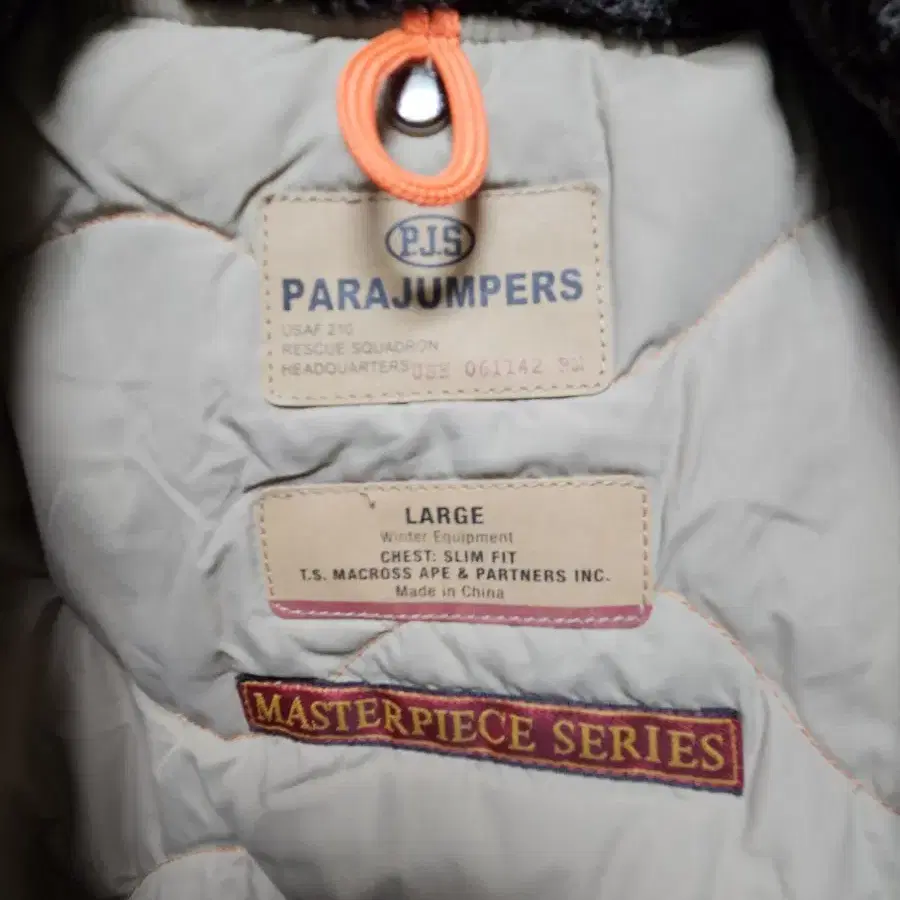 P.J.S
PARAJUMPERS
USAF 210
RESCUE SQUADRON
HEADQUARTERS 061142
LARGE
Winter Equipment
CHEST: SLIM FIT
T.S. MACROSS APE & PARTNERS INC.
Made in China
MASTERPIECE SERIES